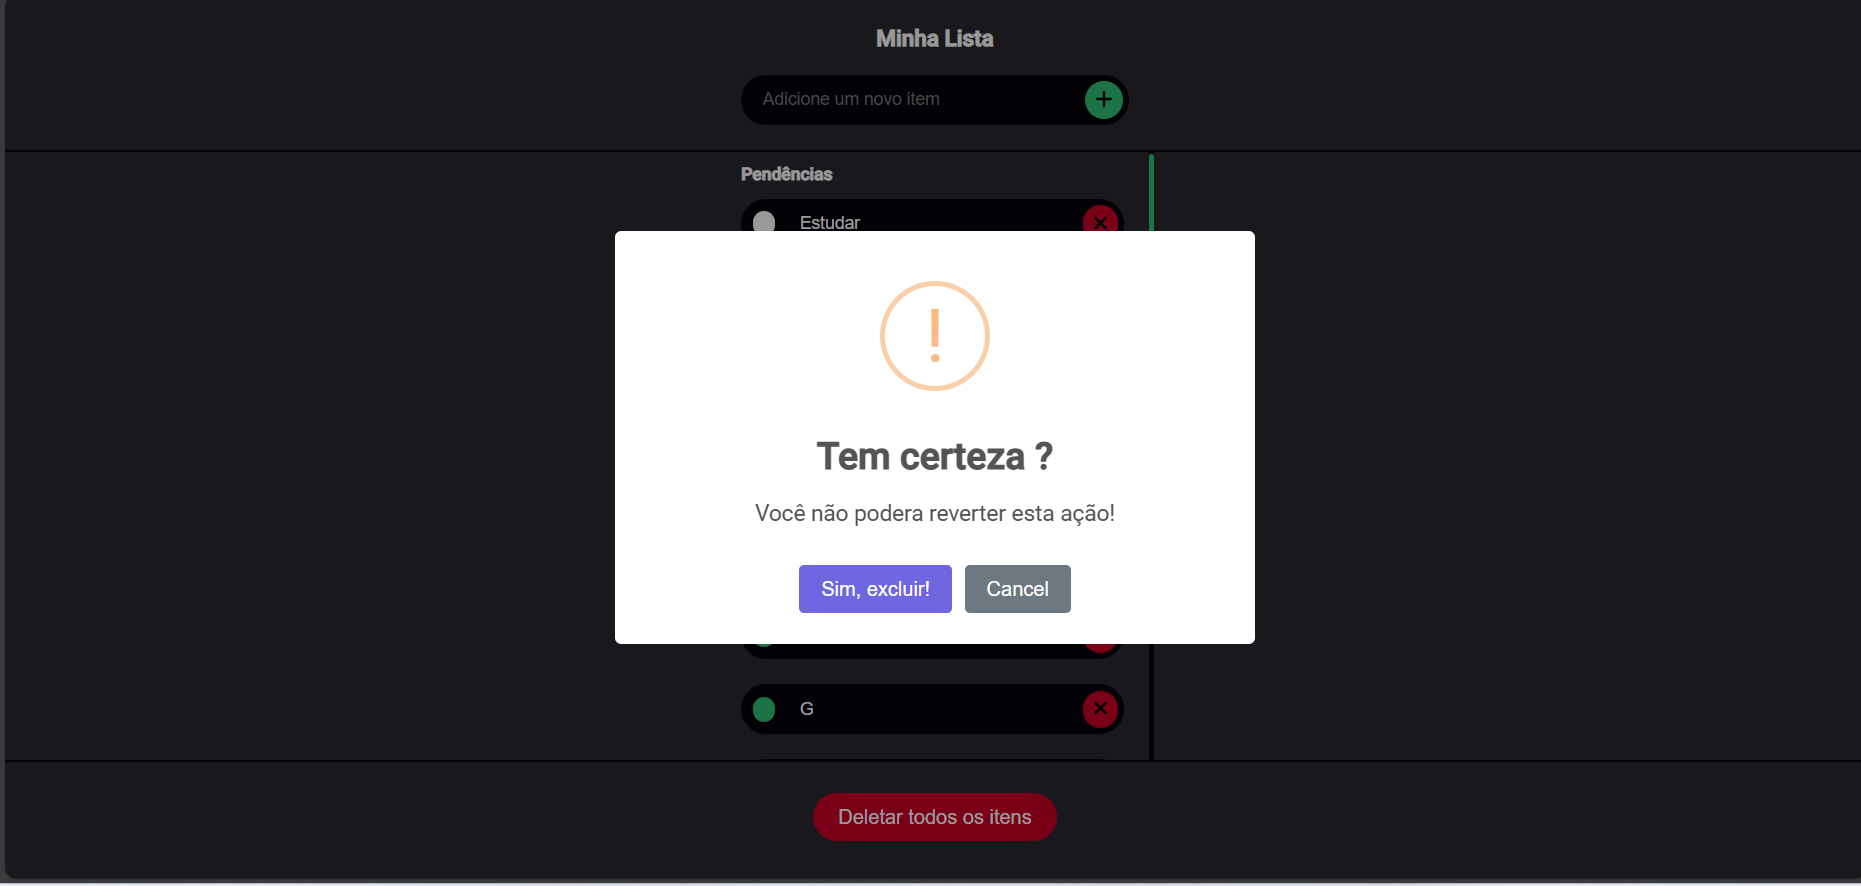 Minha Lista
Adicione um novo item
Pendências
Estudar
!
Tem certeza ?
Você não podera reverter esta ação!
Sim, excluir!
Cancel
G
Deletar todos os itens